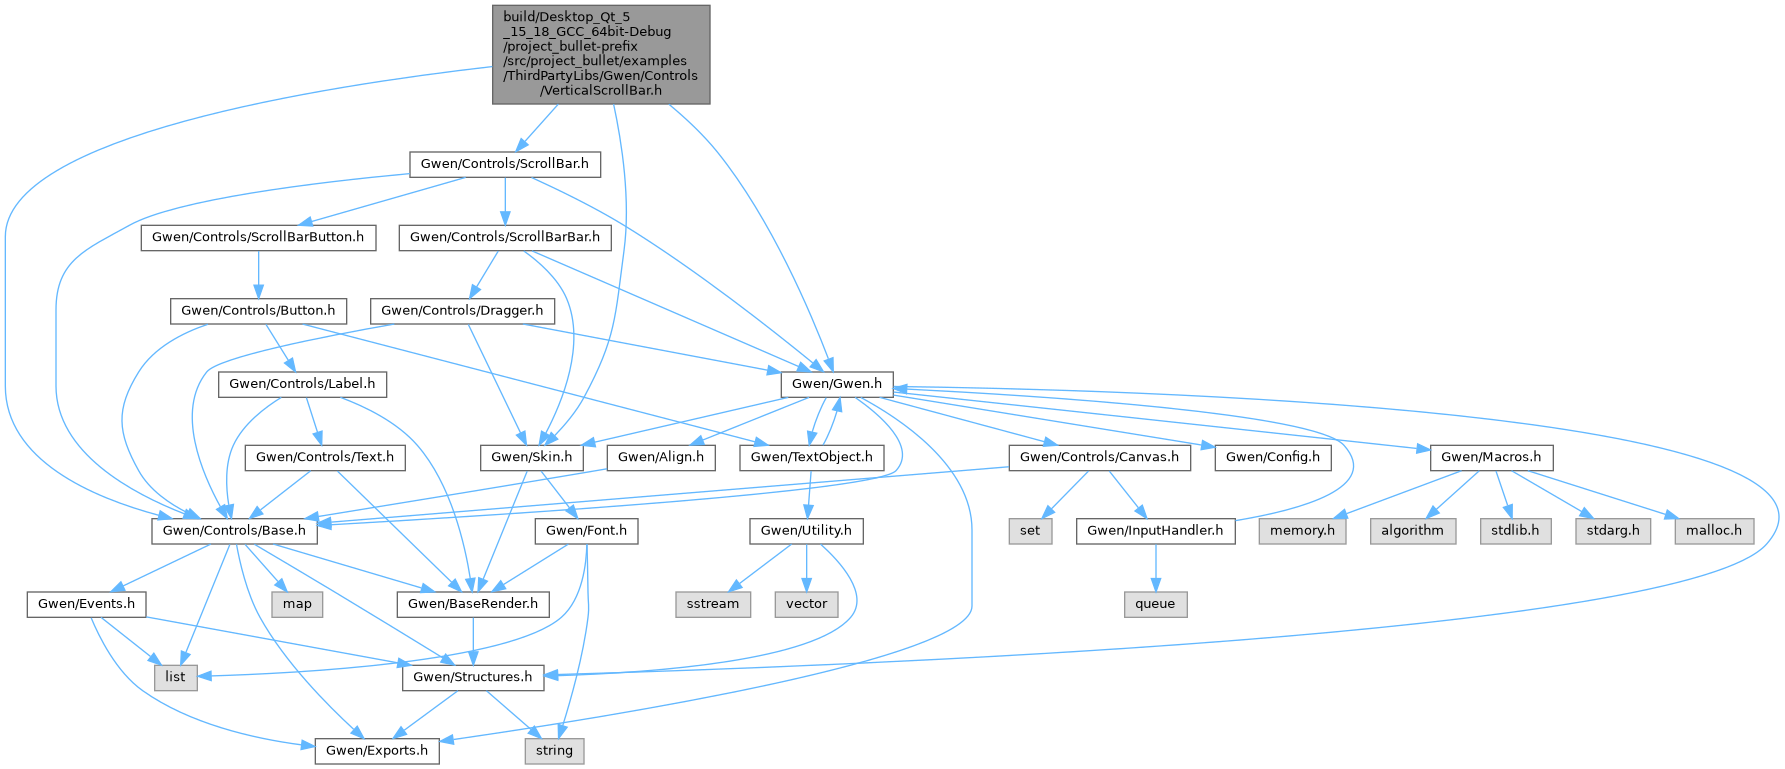 build/Desktop_Qt_5
_15_18_GCC_64bit-Debug
/project_bullet-prefix
/src/project_bullet/examples
/ThirdPartyLibs/Gwen/Controls
/VerticalScrollBar.h
Gwen/Controls/ScrollBar.h
Gwen/Controls/ScrollBarButton.h
Gwen/Controls/ScrollBarBar.h
Gwen/Controls/Button.h
Gwen/Controls/Dragger.h
Gwen/Controls/Label.h
Gwen/Gwen.h
Gwen/Controls/Text.h
Gwen/Skin.h
Gwen/Align.h
Gwen/TextObject.h
Gwen/Controls/Canvas.h
Gwen/Config.h
Gwen/Macros.h
Gwen/Controls/Base.h
Gwen/Font.h
Gwen/Utility.h
set
Gwen/InputHandler.h
memory.h
algorithm
stdlib.h
stdarg.h
malloc.h
Gwen/Events.h
map
Gwen/BaseRender.h
sstream
vector
queue
list
Gwen/Structures.h
Gwen/Exports.h
string